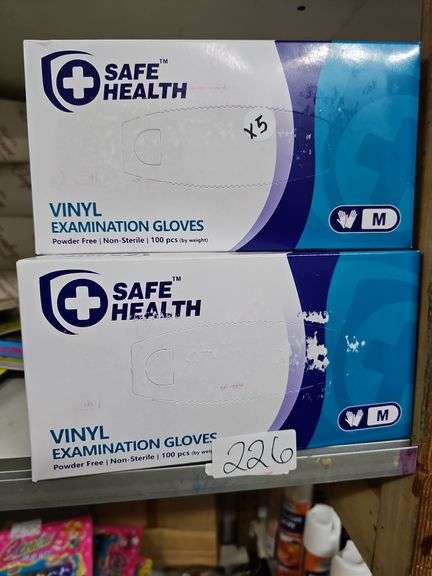 SAFE™
HEALTH
X5
VINYL
EXAMINATION GLOVES
Powder Free | Non-Sterile | 100 pcs (by weight)
M
SAFE™
HEALTH
VINYL
EXAMINATION GLOVES
Powder Free | Non-Sterile | 100 pcs (by
M
226